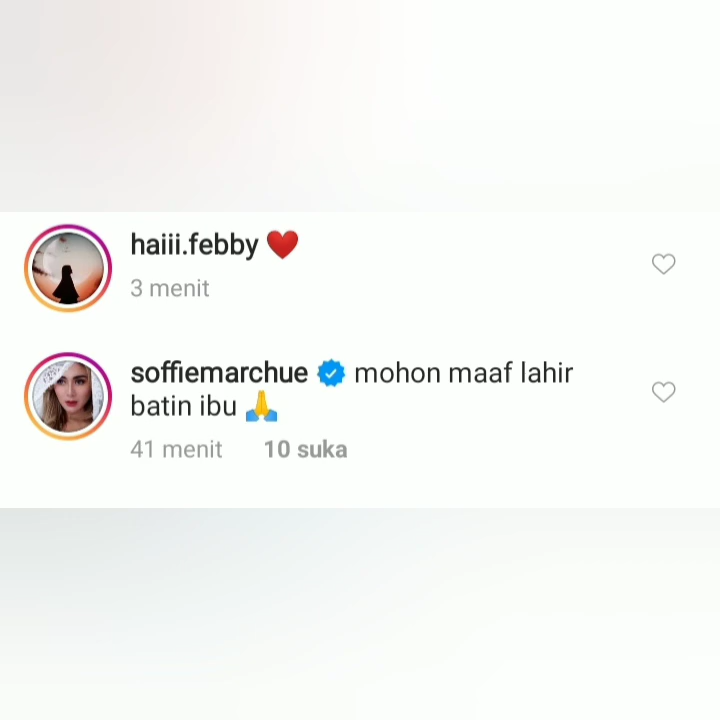 haiii.febby ❤️
3 menit
soffiemarchue mohon maaf lahir
batin ibu 🙏
41 menit 10 suka